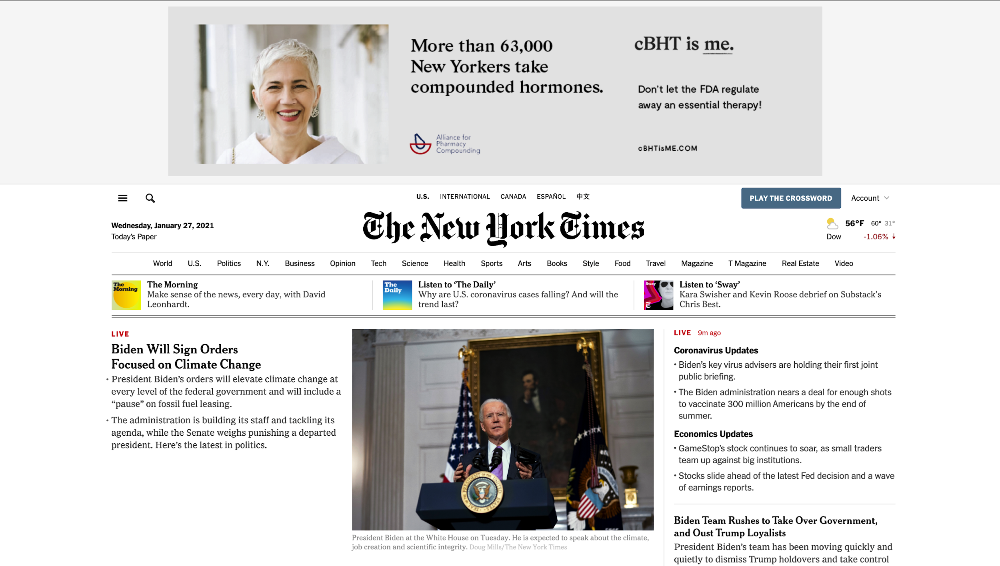 More than 63,000
New Yorkers take
compounded hormones.
Alliance for
Pharmacy
Compounding
cBHT is me.
Don't let the FDA regulate
away an essential therapy!
cBHTisME.COM
U.S. INTERNATIONAL CANADA ESPAÑOL 中文
PLAY THE CROSSWORD Account
Wednesday, January 27, 2021
Today's Paper
The New York Times
56°F 60° 31°
Dow -1.06% ↓
World U.S. Politics N.Y. Business Opinion Tech Science Health Sports Arts Books Style Food Travel Magazine T Magazine Real Estate Video
The
Morning
The Morning
Make sense of the news, every day, with David
Leonhardt.
The
Daily
Listen to ‘The Daily’
Why are U.S. coronavirus cases falling? And will the
trend last?
Sway
Listen to ‘Sway’
Kara Swisher and Kevin Roose debrief on Substack’s
Chris Best.
LIVE
Biden Will Sign Orders
Focused on Climate Change
• President Biden’s orders will elevate climate change at
every level of the federal government and will include a
“pause” on fossil fuel leasing.
• The administration is building its staff and tackling its
agenda, while the Senate weighs punishing a departed
president. Here’s the latest in politics.
SEAL OF THE PRESIDENT OF THE UNITED STATES
President Biden at the White House on Tuesday. He is expected to speak about the climate,
job creation and scientific integrity. Doug Mills/The New York Times
LIVE 9m ago
Coronavirus Updates
• Biden’s key virus advisers are holding their first joint
public briefing.
• The Biden administration nears a deal for enough shots
to vaccinate 300 million Americans by the end of
summer.
Economics Updates
• GameStop’s stock continues to soar, as small traders
team up against big institutions.
• Stocks slide ahead of the latest Fed decision and a wave
of earnings reports.
Biden Team Rushes to Take Over Government,
and Oust Trump Loyalists
President Biden’s team has been moving quickly and
quietly to dismiss Trump holdovers and take control